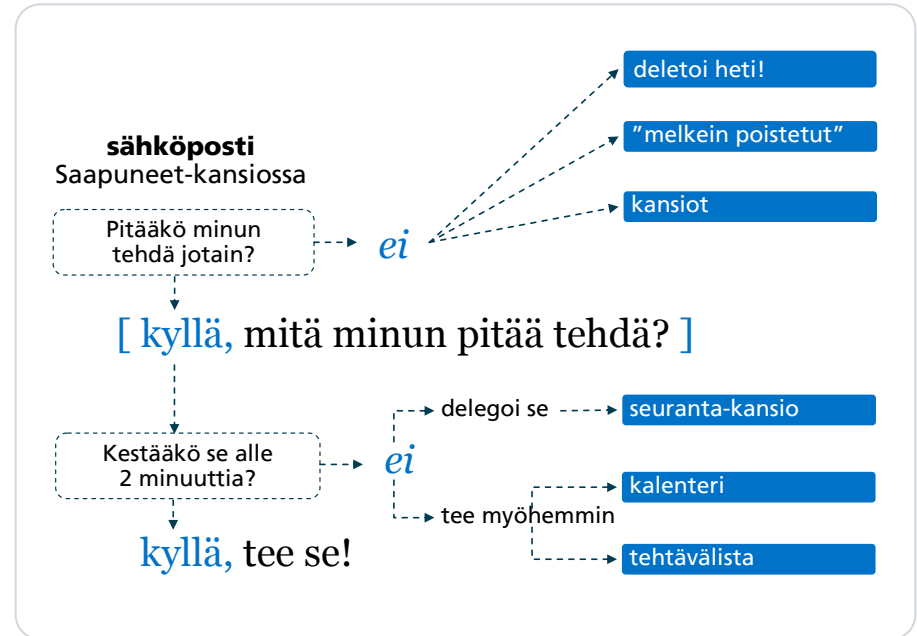 sähköposti
Saapuneet-kansiossa
Pitääkö minun
tehdä jotain?
ei
deletoi heti!
”melkein poistetut”
kansiot
[ kyllä, mitä minun pitää tehdä? ]
Kestääkö se alle
2 minuuttia?
ei
delegoi se
seuranta-kansio
tee myöhemmin
kalenteri
tehtävälista
kyllä, tee se!